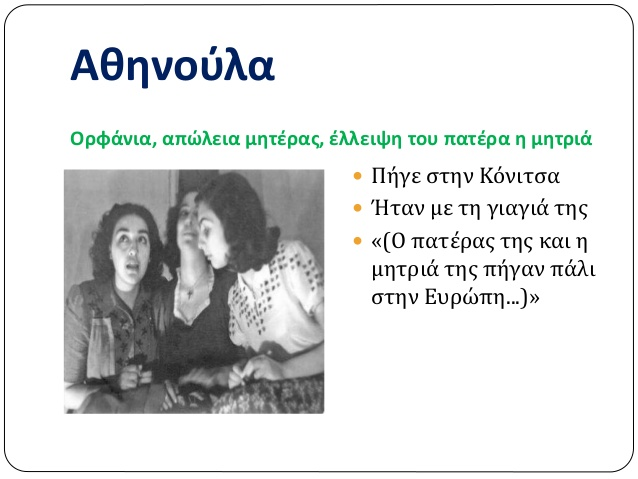 Αθηνούλα
Ορφάνια, απώλεια μητέρας, έλλειψη του πατέρα η μητριά
• Πήγε στην Κόνιτσα
• Ήταν με τη γιαγιά της
• «(Ο πατέρας της και η
μητριά της πήγαν πάλι
στην Ευρώπη...)»